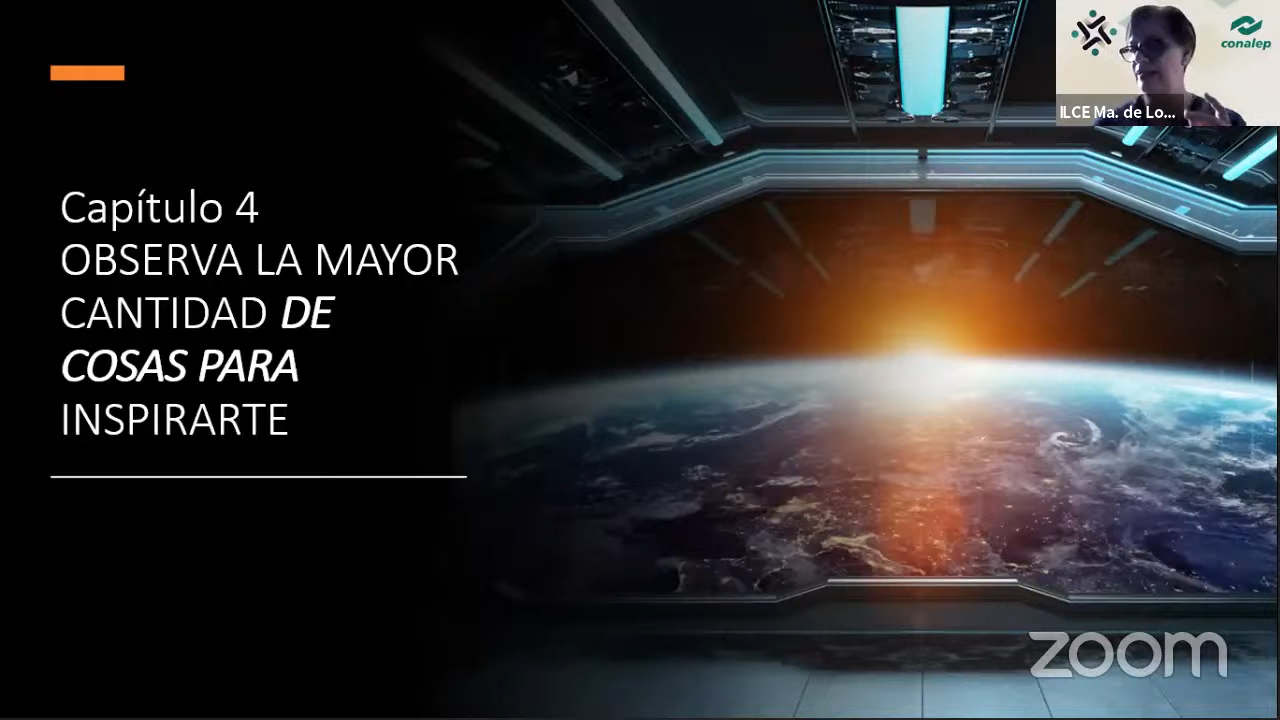 Capítulo 4
OBSERVA LA MAYOR
CANTIDAD DE
COSAS PARA
INSPIRARTE
conalep
ILCE Ma. de Lo...
zoom